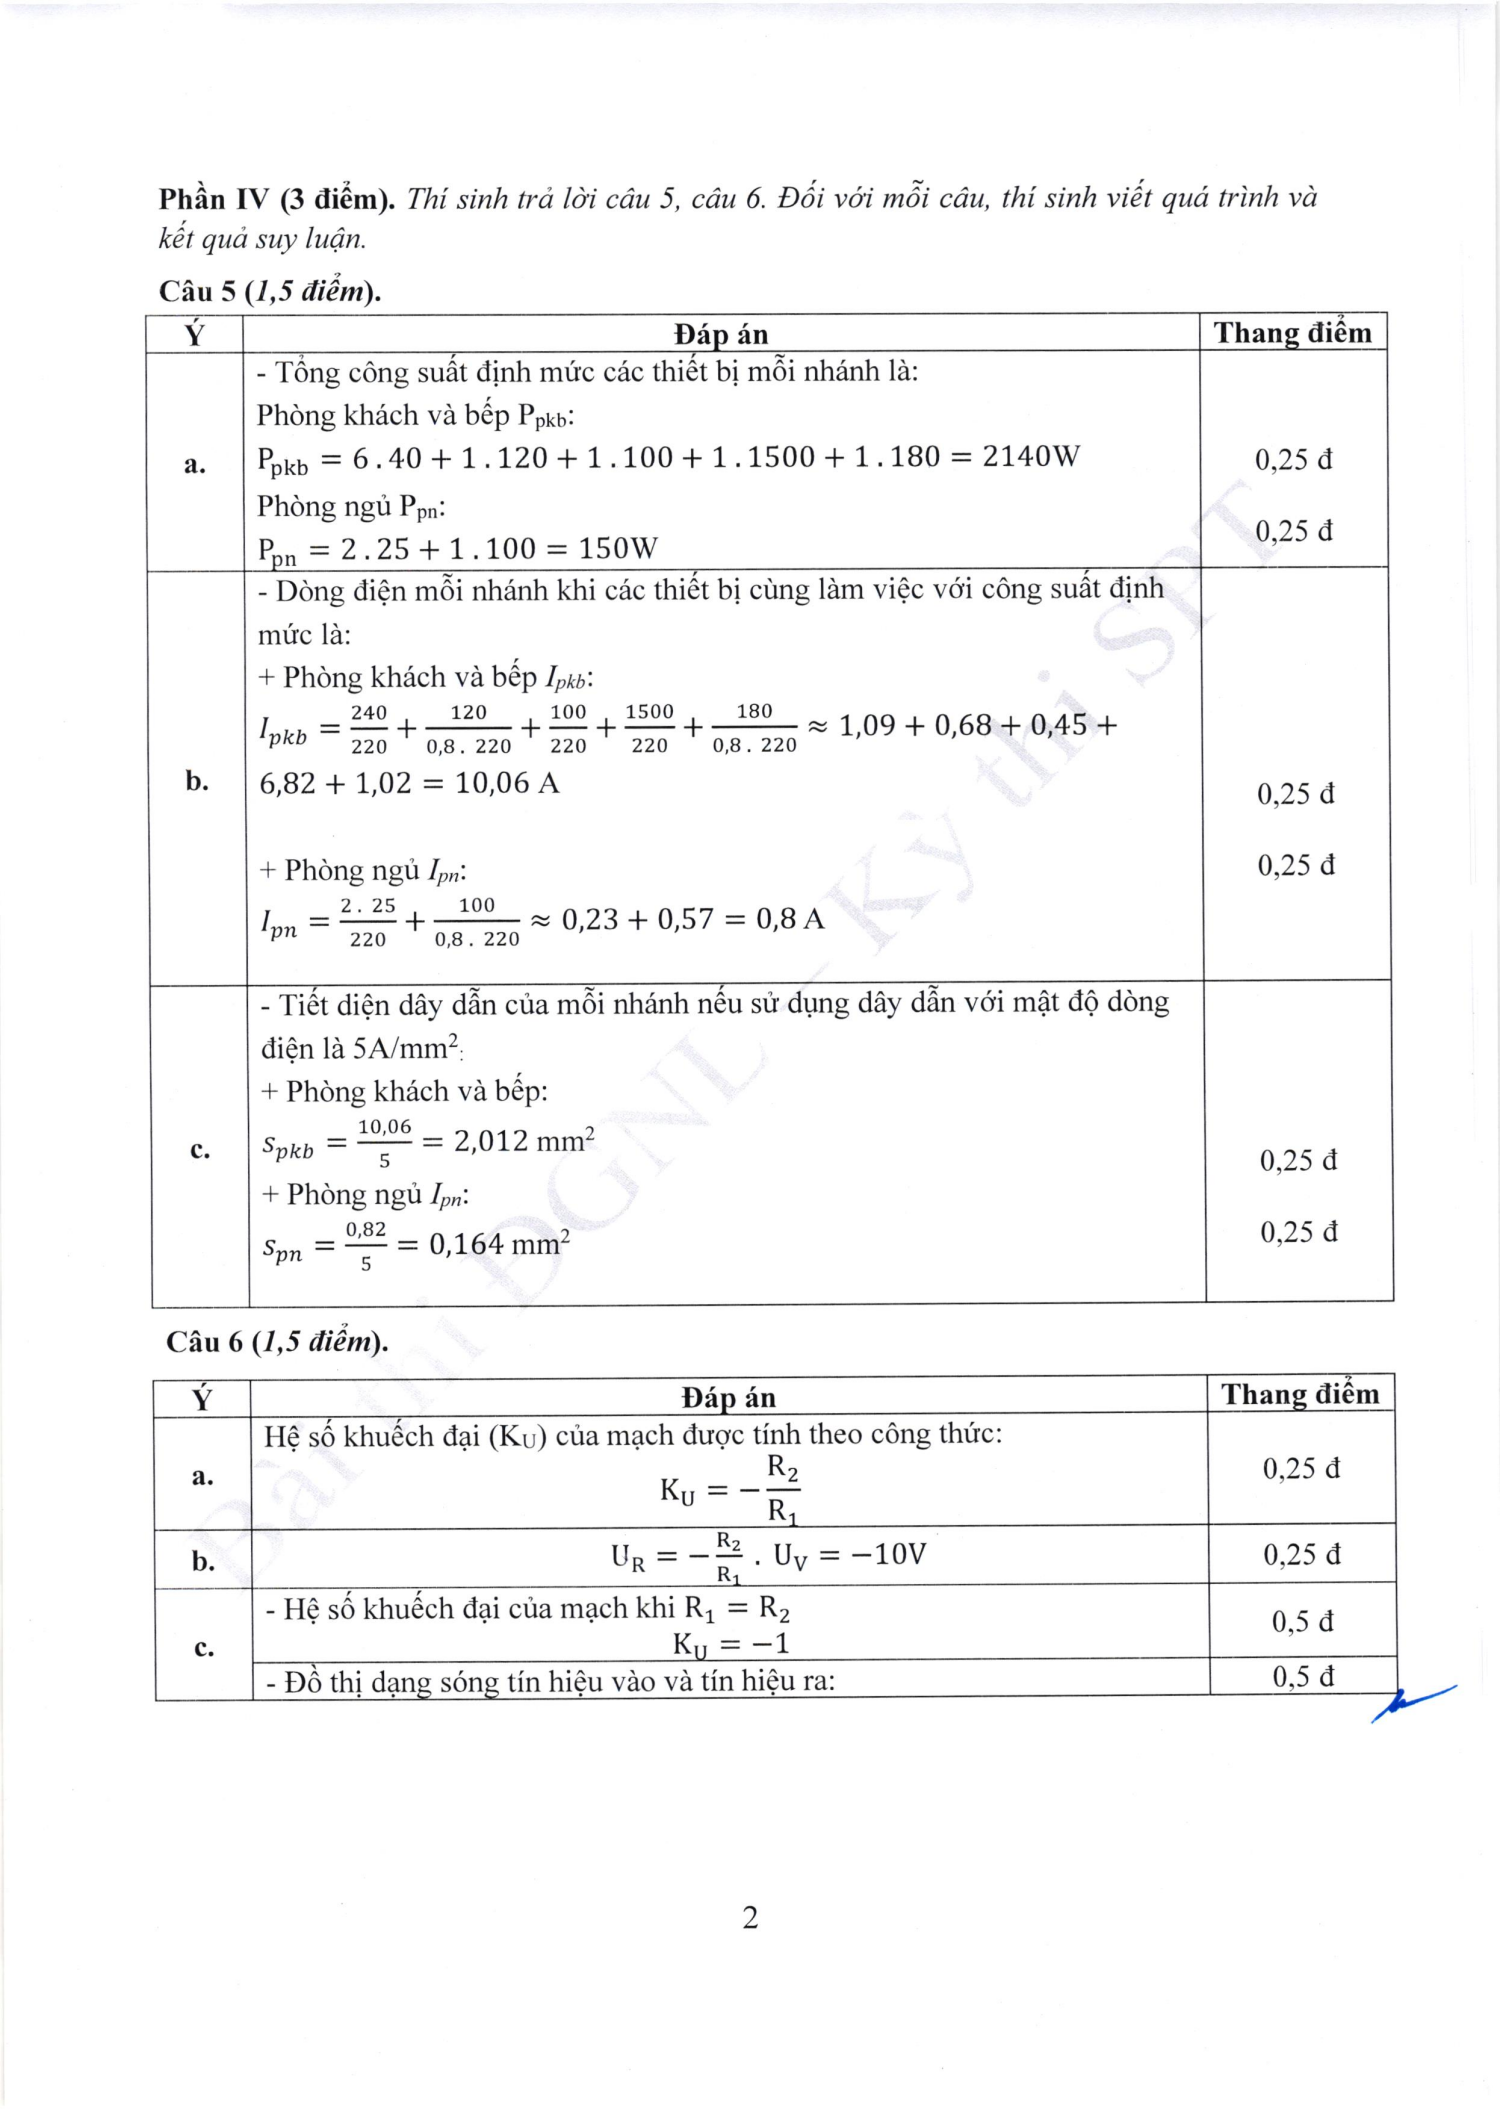 Phần IV (3 điểm). Thí sinh trả lời câu 5, câu 6. Đối với mỗi câu, thí sinh viết quá trình và
kết quả suy luận.
Câu 5 (1,5 điểm).
Ý Đáp án Thang điểm
- Tổng công suất định mức các thiết bị mỗi nhánh là:
Phòng khách và bếp Ppkb:
a. Ppkb = 6 . 40 + 1 . 120 + 1 . 100 + 1 . 1500 + 1 . 180 = 2140W 0,25 đ
Phòng ngủ Ppn:
Ppn = 2 . 25 + 1 . 100 = 150W 0,25 đ
- Dòng điện mỗi nhánh khi các thiết bị cùng làm việc với công suất định
mức là:
+ Phòng khách và bếp Ipkb:
Ipkb = 240/220 + 120/(0,8 . 220) + 100/220 + 1500/220 + 180/(0,8 . 220) ≈ 1,09 + 0,68 + 0,45 +
b. 6,82 + 1,02 = 10,06 A 0,25 đ
+ Phòng ngủ Ipn: 0,25 đ
Ipn = (2 . 25)/220 + 100/(0,8 . 220) ≈ 0,23 + 0,57 = 0,8 A
- Tiết diện dây dẫn của mỗi nhánh nếu sử dụng dây dẫn với mật độ dòng
điện là 5A/mm²:
+ Phòng khách và bếp:
c. spkb = 10,06/5 = 2,012 mm² 0,25 đ
+ Phòng ngủ Ipn:
spn = 0,82/5 = 0,164 mm² 0,25 đ
Câu 6 (1,5 điểm).
Ý Đáp án Thang điểm
Hệ số khuếch đại (KU) của mạch được tính theo công thức:
a. KU = −R2/R1 0,25 đ
b. UR = −R2/R1 . UV = −10V 0,25 đ
c. - Hệ số khuếch đại của mạch khi R1 = R2 0,5 đ
KU = −1
- Đồ thị dạng sóng tín hiệu vào và tín hiệu ra: 0,5 đ
Bài thi ĐGNL – Kỳ thi SPT
2